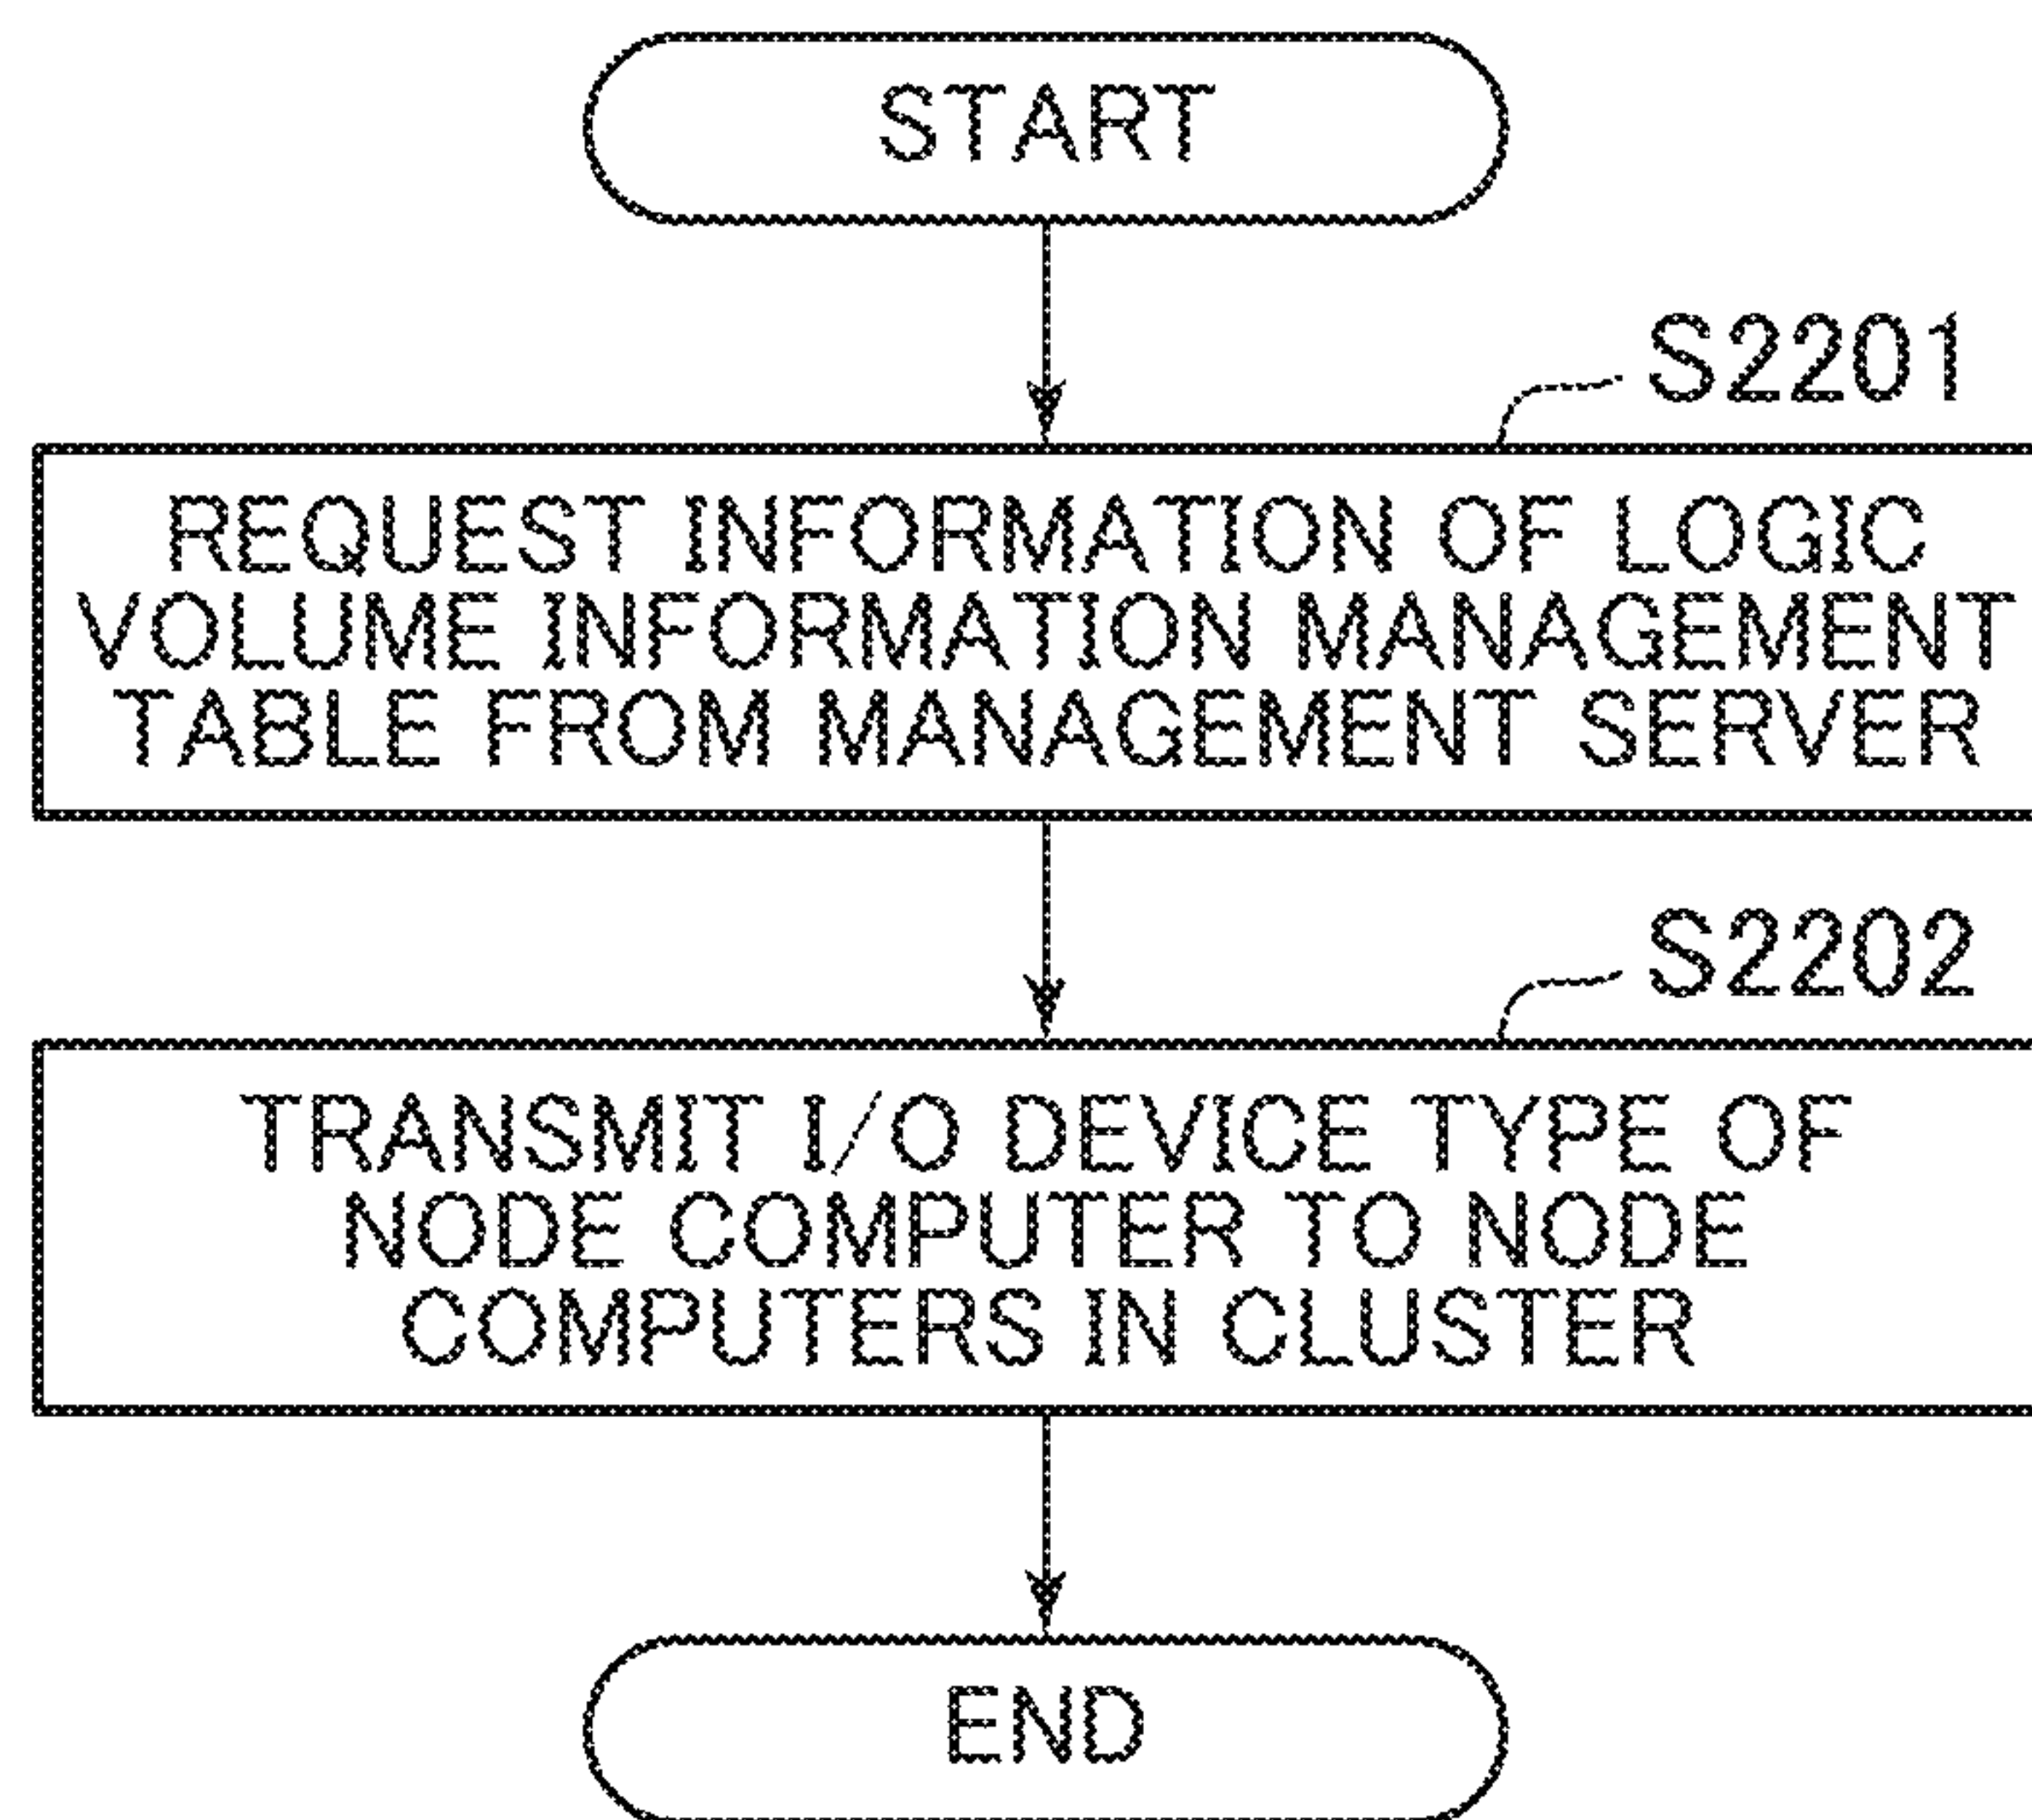 START
S2201
REQUEST INFORMATION OF LOGIC
VOLUME INFORMATION MANAGEMENT
TABLE FROM MANAGEMENT SERVER
S2202
TRANSMIT I/O DEVICE TYPE OF
NODE COMPUTER TO NODE
COMPUTERS IN CLUSTER
END